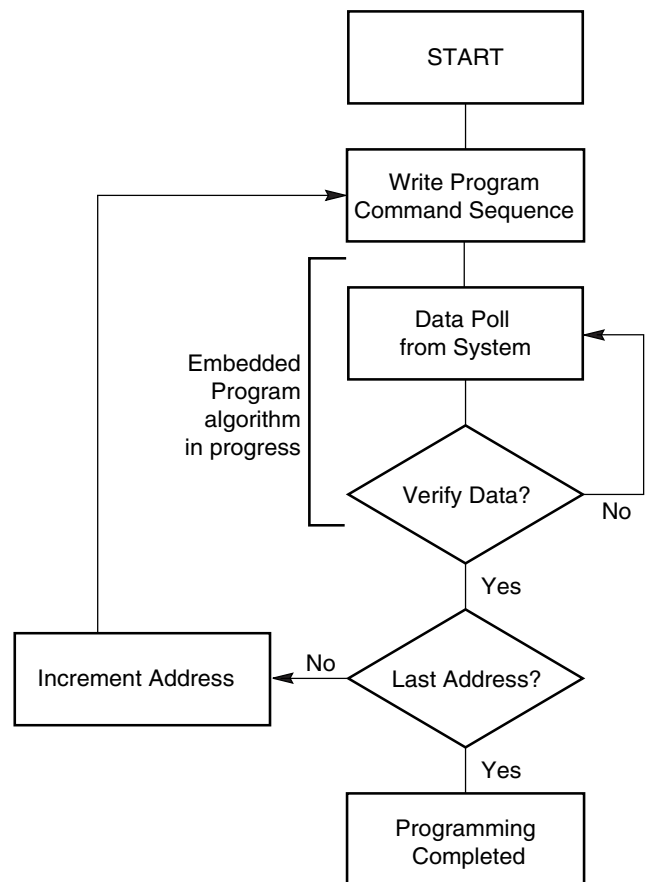 START
Write Program
Command Sequence
Data Poll
from System
Embedded
Program
algorithm
in progress
Verify Data?
No
Yes
No
Increment Address
Last Address?
Yes
Programming
Completed